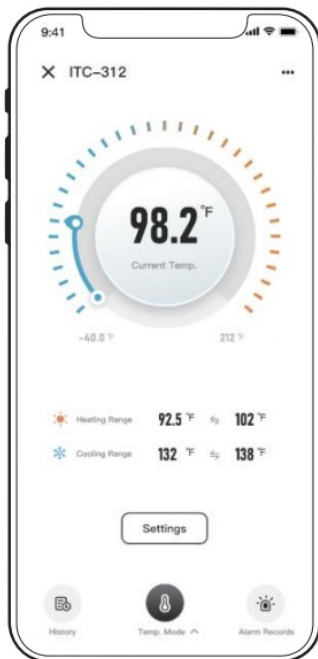 9:41
ITC-312
98.2°F
Current Temp.
-40.0 °F 212 °F
Heating Range 92.5 °F ⇋ 102 °F
Cooling Range 132 °F ⇋ 138 °F
Settings
History Temp. Mode Alarm Records